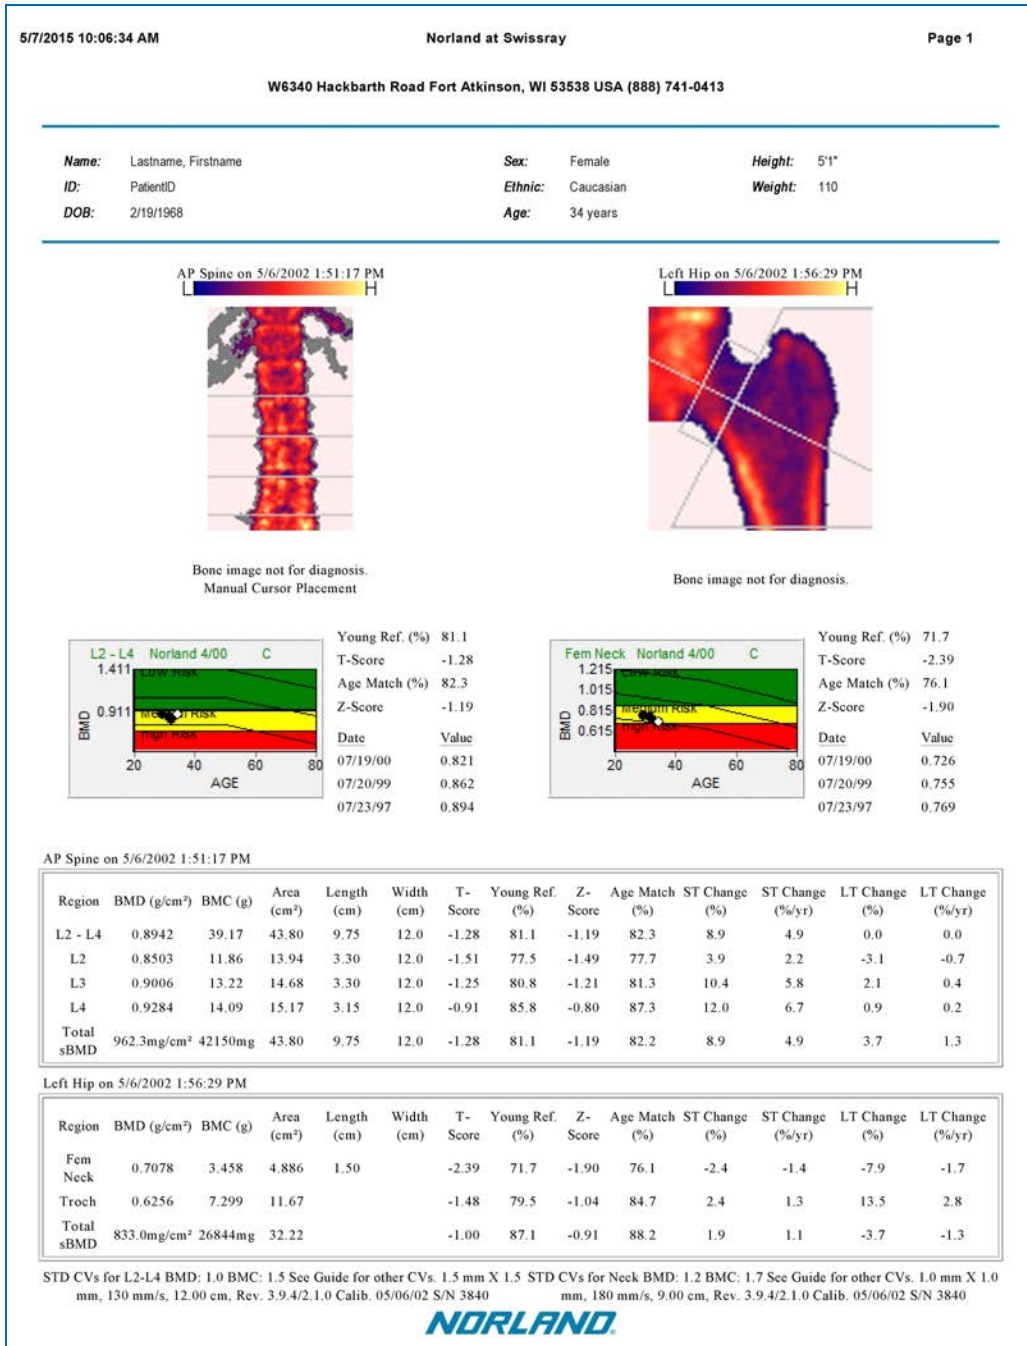 5/7/2015 10:06:34 AM Norland at Swissray Page 1
W6340 Hackbarth Road Fort Atkinson, WI 53538 USA (888) 741-0413
Name: Lastname, Firstname Sex: Female Height: 5'1"
ID: PatientID Ethnic: Caucasian Weight: 110
DOB: 2/19/1968 Age: 34 years
AP Spine on 5/6/2002 1:51:17 PM
L H
Left Hip on 5/6/2002 1:56:29 PM
L H
Bone image not for diagnosis.
Manual Cursor Placement
Bone image not for diagnosis.
L2 - L4 Norland 4/00 C
1.411
0.911
BMD
Low Risk
Medium Risk
High Risk
20 40 60 80
AGE
Young Ref. (%) 81.1
T-Score -1.28
Age Match (%) 82.3
Z-Score -1.19
Date Value
07/19/00 0.821
07/20/99 0.862
07/23/97 0.894
Fem Neck Norland 4/00 C
1.215
1.015
0.815
0.615
BMD
Low Risk
Medium Risk
High Risk
20 40 60 80
AGE
Young Ref. (%) 71.7
T-Score -2.39
Age Match (%) 76.1
Z-Score -1.90
Date Value
07/19/00 0.726
07/20/99 0.755
07/23/97 0.769
AP Spine on 5/6/2002 1:51:17 PM
Region BMD (g/cm²) BMC (g) Area (cm²) Length (cm) Width (cm) T-Score Young Ref. (%) Z-Score Age Match (%) ST Change (%) ST Change (%/yr) LT Change (%) LT Change (%/yr)
L2 - L4 0.8942 39.17 43.80 9.75 12.0 -1.28 81.1 -1.19 82.3 8.9 4.9 0.0 0.0
L2 0.8503 11.86 13.94 3.30 12.0 -1.51 77.5 -1.49 77.7 3.9 2.2 -3.1 -0.7
L3 0.9006 13.22 14.68 3.30 12.0 -1.25 80.8 -1.21 81.3 10.4 5.8 2.1 0.4
L4 0.9284 14.09 15.17 3.15 12.0 -0.91 85.8 -0.80 87.3 12.0 6.7 0.9 0.2
Total sBMD 962.3mg/cm² 42150mg 43.80 9.75 12.0 -1.28 81.1 -1.19 82.2 8.9 4.9 3.7 1.3
Left Hip on 5/6/2002 1:56:29 PM
Region BMD (g/cm²) BMC (g) Area (cm²) Length (cm) Width (cm) T-Score Young Ref. (%) Z-Score Age Match (%) ST Change (%) ST Change (%/yr) LT Change (%) LT Change (%/yr)
Fem Neck 0.7078 3.458 4.886 1.50 -2.39 71.7 -1.90 76.1 -2.4 -1.4 -7.9 -1.7
Troch 0.6256 7.299 11.67 -1.48 79.5 -1.04 84.7 2.4 1.3 13.5 2.8
Total sBMD 833.0mg/cm² 26844mg 32.22 -1.00 87.1 -0.91 88.2 1.9 1.1 -3.7 -1.3
STD CVs for L2-L4 BMD: 1.0 BMC: 1.5 See Guide for other CVs. 1.5 mm X 1.5
mm, 130 mm/s, 12.00 cm, Rev. 3.9.4/2.1.0 Calib. 05/06/02 S/N 3840
STD CVs for Neck BMD: 1.2 BMC: 1.7 See Guide for other CVs. 1.0 mm X 1.0
mm, 180 mm/s, 9.00 cm, Rev. 3.9.4/2.1.0 Calib. 05/06/02 S/N 3840
NORLAND.